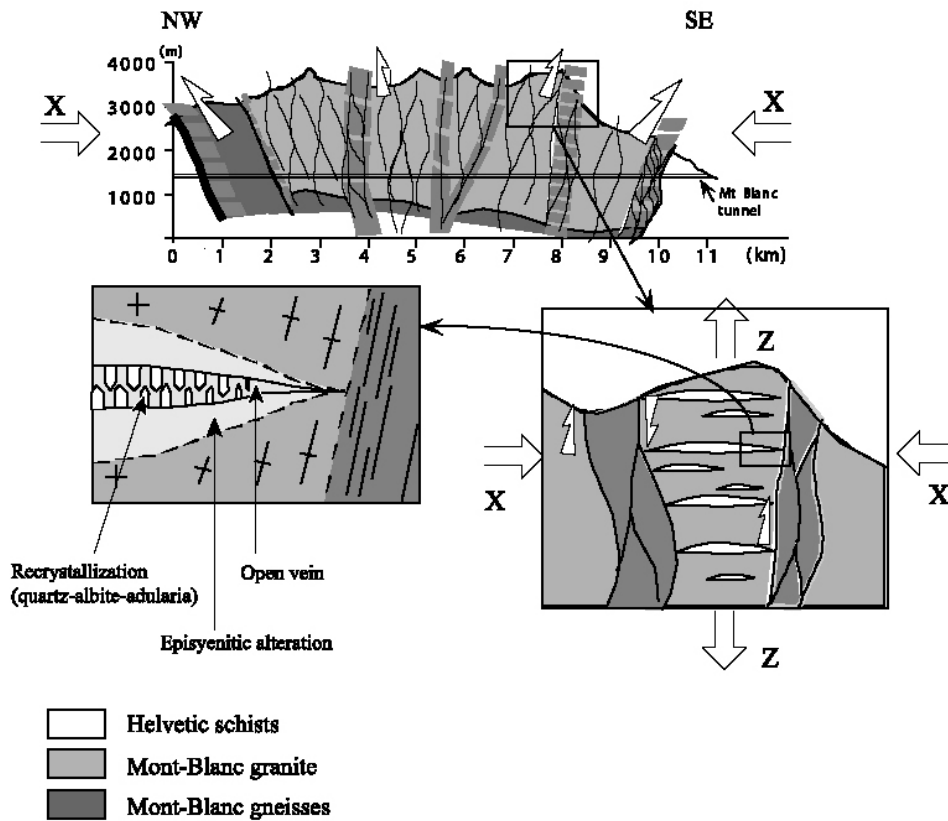 NW
SE
(m)
4000
3000
2000
1000
X
X
Mt Blanc
tunnel
0 1 2 3 4 5 6 7 8 9 10 11 (km)
Z
X
X
Z
Recrystallization
(quartz-albite-adularia)
Open vein
Episyenitic alteration
Helvetic schists
Mont-Blanc granite
Mont-Blanc gneisses